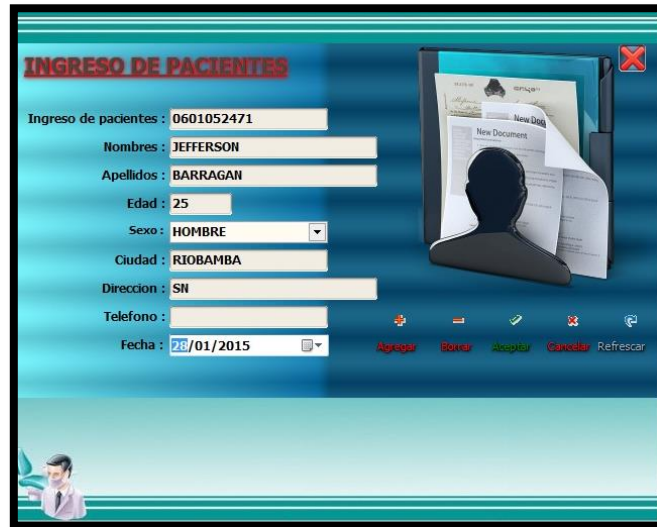 INGRESO DE PACIENTES
Ingreso de pacientes : 0601052471
Nombres : JEFFERSON
Apellidos : BARRAGAN
Edad : 25
Sexo : HOMBRE
Ciudad : RIOBAMBA
Direccion : SN
Telefono :
Fecha : 28/01/2015
New Document
New Document
Agregar Borrar Aceptar Cancelar Refrescar